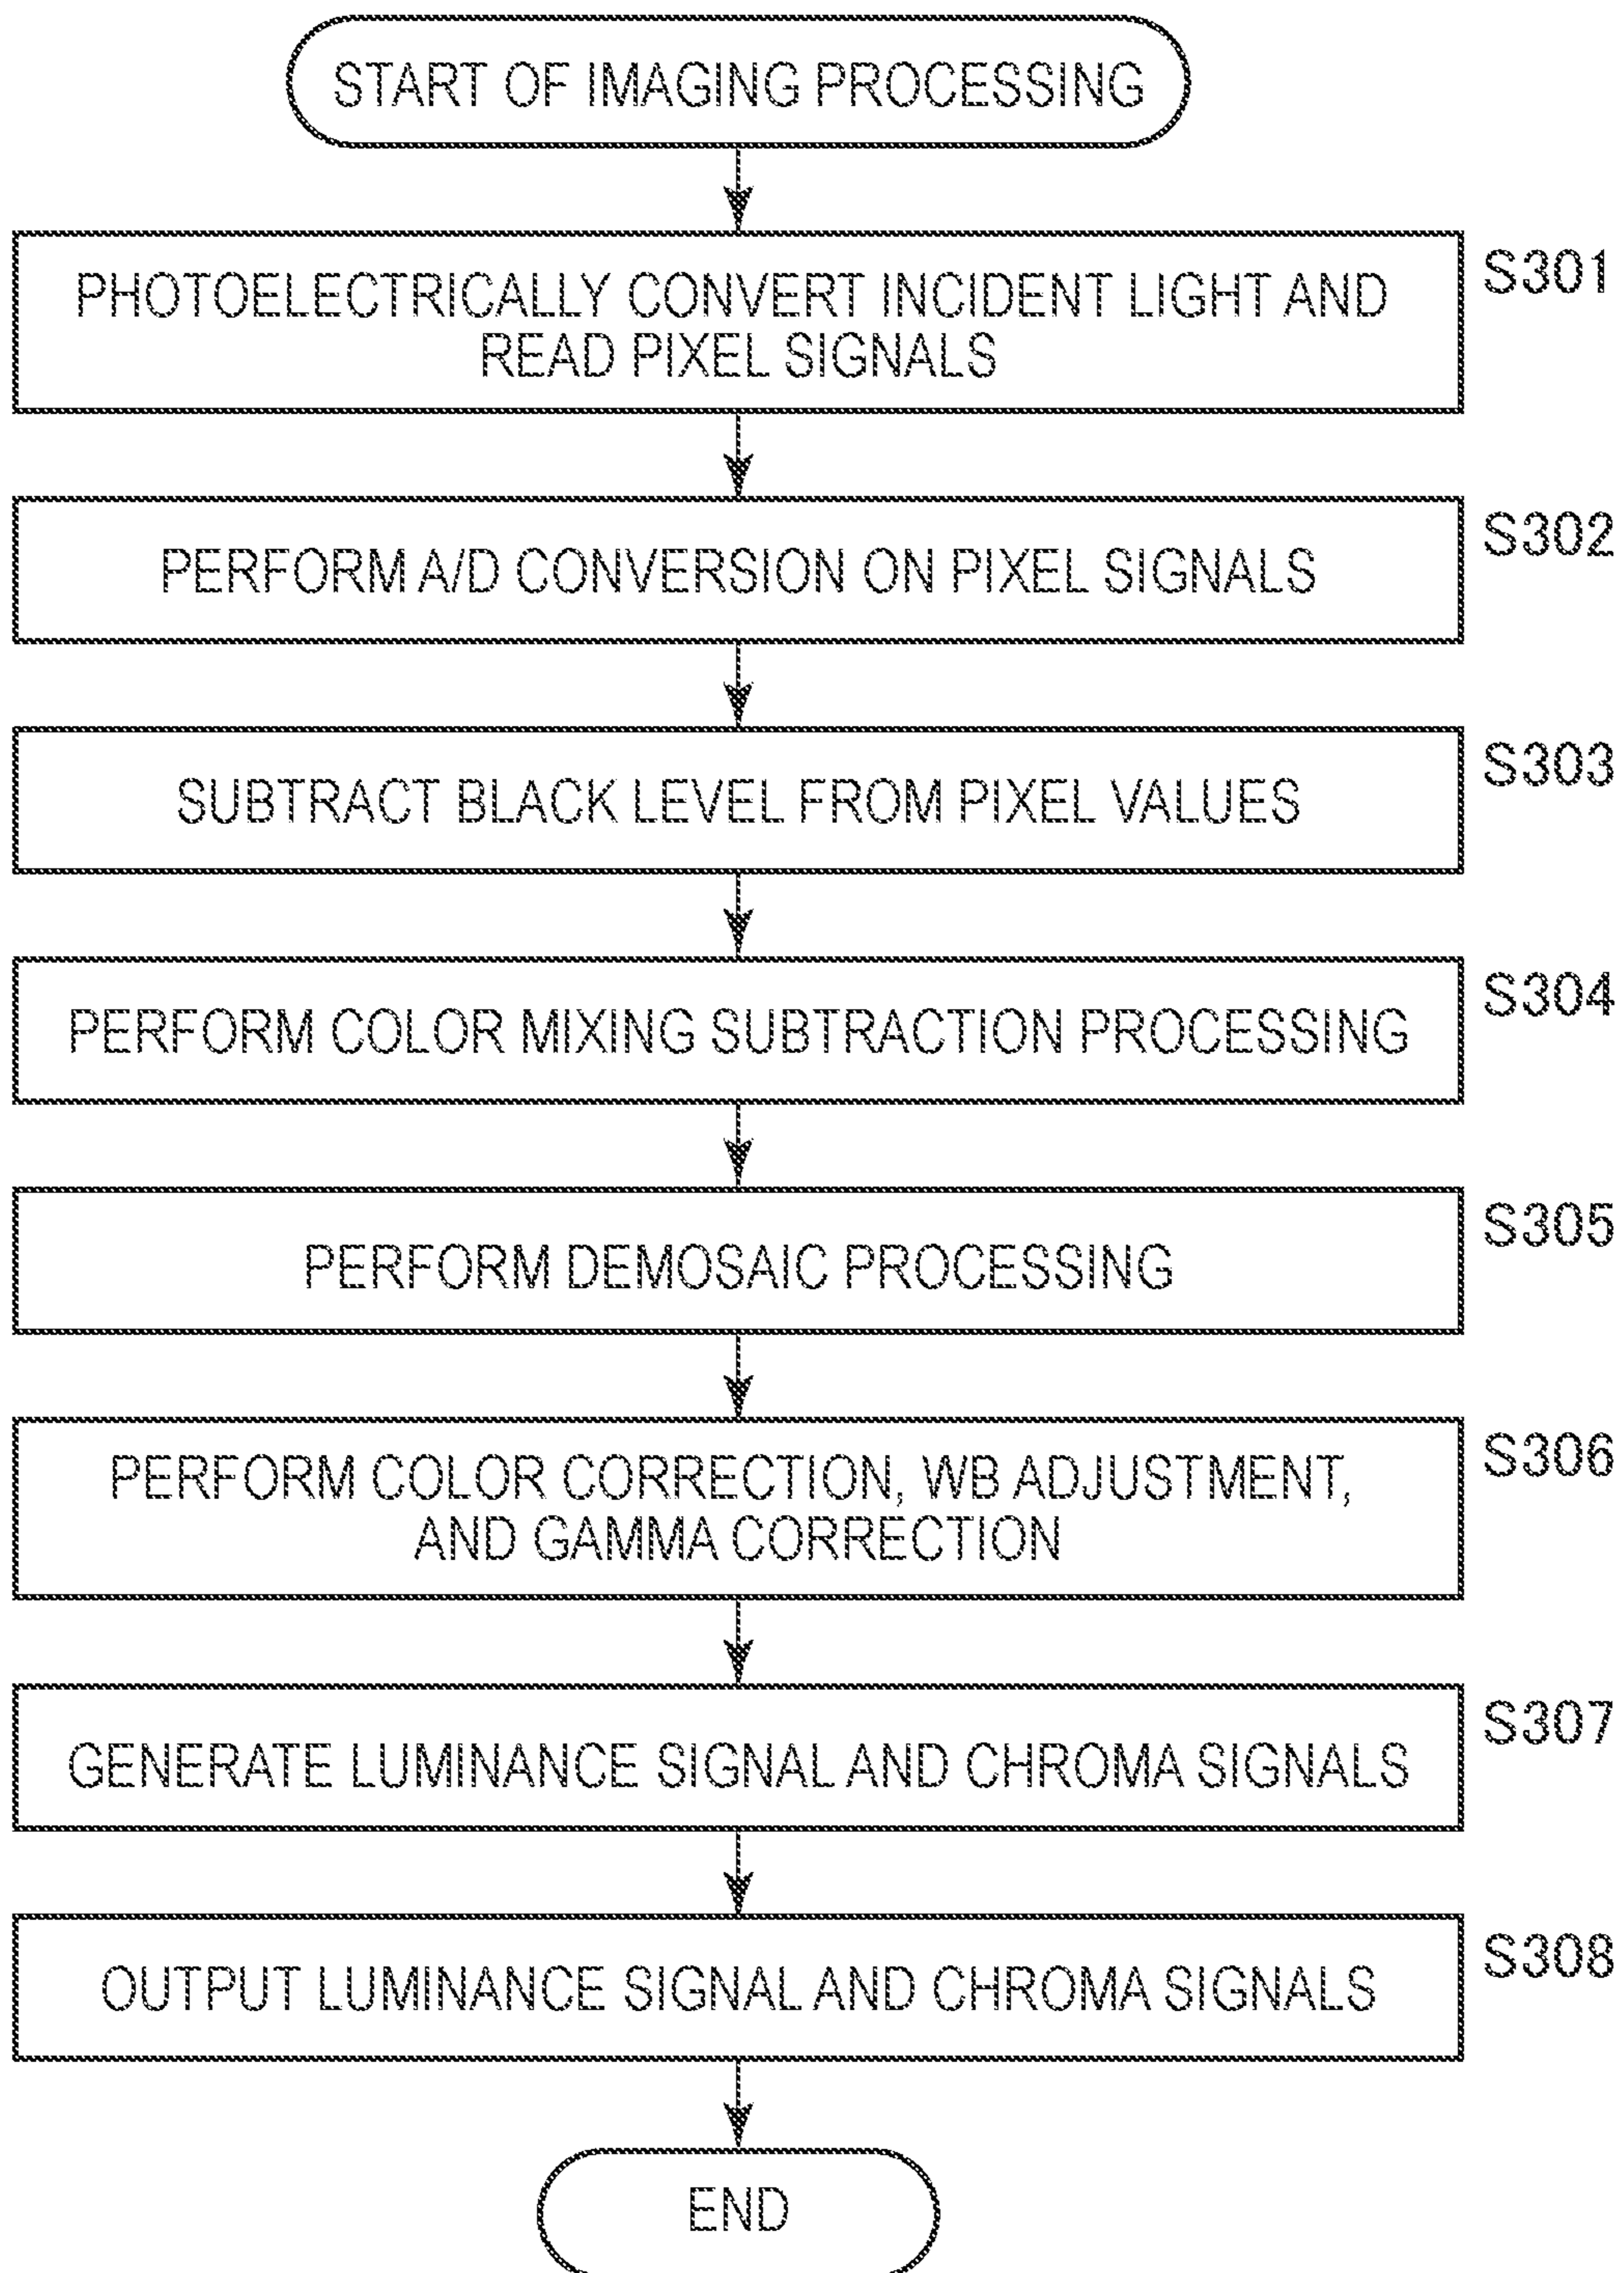 START OF IMAGING PROCESSING
PHOTOELECTRICALLY CONVERT INCIDENT LIGHT AND
READ PIXEL SIGNALS
S301
PERFORM A/D CONVERSION ON PIXEL SIGNALS
S302
SUBTRACT BLACK LEVEL FROM PIXEL VALUES
S303
PERFORM COLOR MIXING SUBTRACTION PROCESSING
S304
PERFORM DEMOSAIC PROCESSING
S305
PERFORM COLOR CORRECTION, WB ADJUSTMENT,
AND GAMMA CORRECTION
S306
GENERATE LUMINANCE SIGNAL AND CHROMA SIGNALS
S307
OUTPUT LUMINANCE SIGNAL AND CHROMA SIGNALS
S308
END